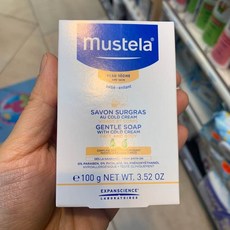 mustela
SAVON SURGRAS
AU COLD CREAM
GENTLE SOAP
WITH COLD CREAM
℮ 100 g NET WT. 3.52 OZ
EXPANSCIENCE
LABORATOIRES